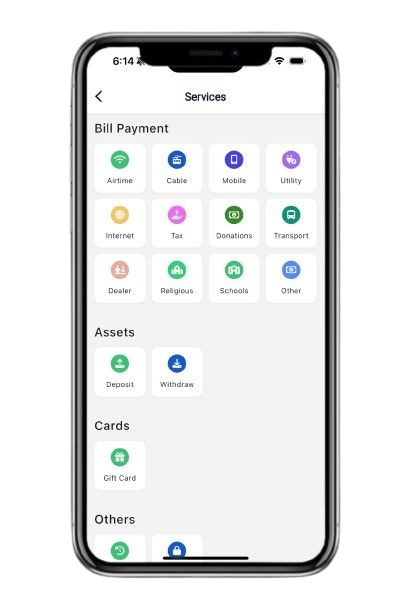 6:14
Services
Bill Payment
Airtime Cable Mobile Utility
Internet Tax Donations Transport
Dealer Religious Schools Other
Assets
Deposit Withdraw
Cards
Gift Card
Others